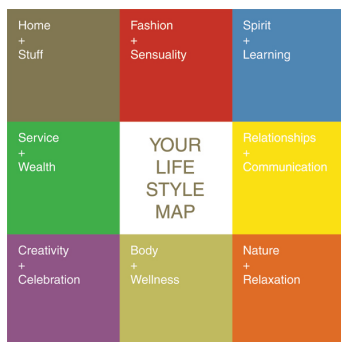 Home
+
Stuff
Fashion
+
Sensuality
Spirit
+
Learning
Service
+
Wealth
YOUR
LIFE
STYLE
MAP
Relationships
+
Communication
Creativity
+
Celebration
Body
+
Wellness
Nature
+
Relaxation